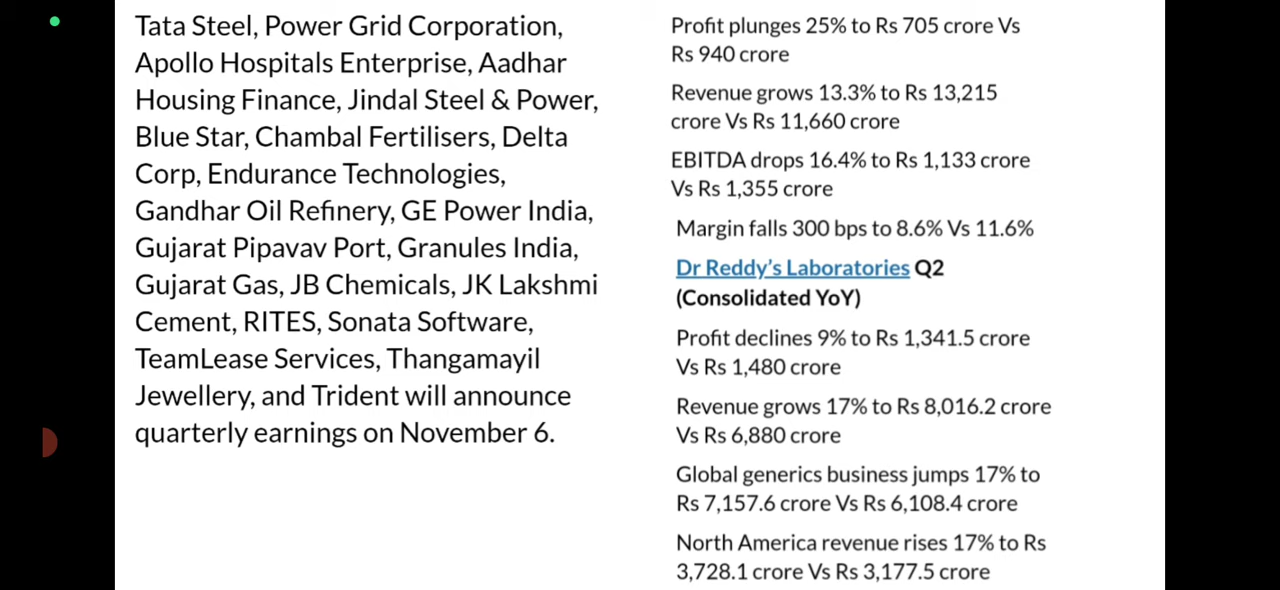 Tata Steel, Power Grid Corporation,
Apollo Hospitals Enterprise, Aadhar
Housing Finance, Jindal Steel & Power,
Blue Star, Chambal Fertilisers, Delta
Corp, Endurance Technologies,
Gandhar Oil Refinery, GE Power India,
Gujarat Pipavav Port, Granules India,
Gujarat Gas, JB Chemicals, JK Lakshmi
Cement, RITES, Sonata Software,
TeamLease Services, Thangamayil
Jewellery, and Trident will announce
quarterly earnings on November 6.
Profit plunges 25% to Rs 705 crore Vs
Rs 940 crore
Revenue grows 13.3% to Rs 13,215
crore Vs Rs 11,660 crore
EBITDA drops 16.4% to Rs 1,133 crore
Vs Rs 1,355 crore
Margin falls 300 bps to 8.6% Vs 11.6%
Dr Reddy's Laboratories Q2
(Consolidated YoY)
Profit declines 9% to Rs 1,341.5 crore
Vs Rs 1,480 crore
Revenue grows 17% to Rs 8,016.2 crore
Vs Rs 6,880 crore
Global generics business jumps 17% to
Rs 7,157.6 crore Vs Rs 6,108.4 crore
North America revenue rises 17% to Rs
3,728.1 crore Vs Rs 3,177.5 crore